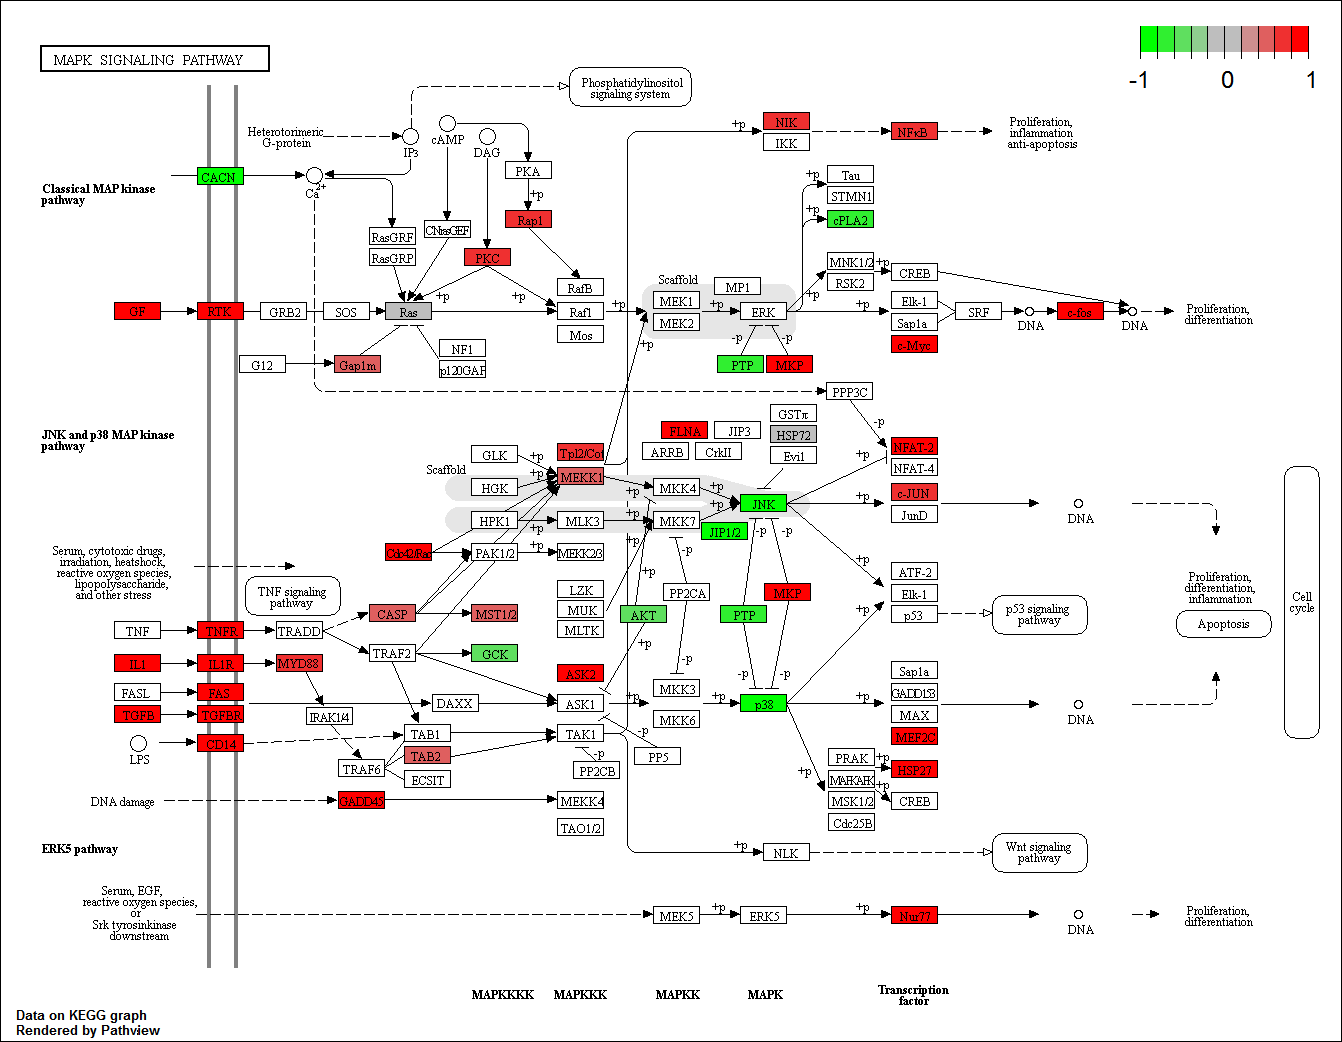 MAPK SIGNALING PATHWAY
-1
0
1
Phosphatidylinositol
signaling system
Heterotorimeric
G-protein
IP3
cAMP
DAG
+p
NIK
IKK
NFκB
Proliferation,
inflammation
anti-apoptosis
CACN
Ca2+
PKA
+p
Rap1
+p
Tau
STMN1
+p
cPLA2
Classical MAP kinase
pathway
RasGRF
RasGRP
CNrasGEF
PKC
RafB
Scaffold
MP1
MNK1/2
RSK2
+p
CREB
+p
GF
RTK
GRB2
SOS
Ras
+p
+p
Raf1
Mos
+p
MEK1
MEK2
+p
ERK
+p
Elk-1
Sap1a
c-Myc
SRF
DNA
c-fos
DNA
Proliferation,
differentiation
G12
Gap1m
NF1
p120GAP
+p
-p
-p
PTP
MKP
PPP3C
-p
JNK and p38 MAP kinase
pathway
Scaffold
GLK
HGK
HPK1
PAK1/2
+p
+p
+p
+p
Tpl2/Cot
MEKK1
MLK3
MEKK2/3
LZK
MUK
MLTK
FLNA
JIP3
ARRB
CrkII
GSTπ
HSP72
Evi1
+p
+p
+p
MKK4
MKK7
+p
+p
JNK
JIP1/2
NFAT-2
NFAT-4
+p
+p
c-JUN
JunD
DNA
Cdc42/Rac
Serum, cytotoxic drugs,
irradiation, heatshock,
reactive oxygen species,
lipopolysaccharide,
and other stress
TNF signaling
pathway
CASP
MST1/2
GCK
+p
AKT
+p
-p
PP2CA
-p
-p
-p
MKP
PTP
-p
-p
+p
ATF-2
Elk-1
p53
+p
p53 signaling
pathway
Proliferation,
differentiation,
inflammation
Apoptosis
Cell
cycle
TNF
TNFR
TRADD
TRAF2
IL1
IL1R
MYD88
FASL
FAS
TGFB
TGFBR
LPS
CD14
IRAK1/4
TRAF6
DAXX
TAB1
TAB2
ECSIT
ASK2
ASK1
TAK1
+p
-p
-p
PP2CB
PP5
MKK3
MKK6
+p
p38
+p
Sap1a
GADD153
MAX
MEF2C
DNA
+p
PRAK
MAPKAPK
MSK1/2
Cdc25B
+p
+p
HSP27
CREB
DNA damage
GADD45
MEKK4
TAO1/2
ERK5 pathway
+p
NLK
Wnt signaling
pathway
Serum, EGF,
reactive oxygen species,
or
Srk tyrosinkinase
downstream
MEK5
+p
ERK5
+p
Nur77
DNA
Proliferation,
differentiation
MAPKKKK
MAPKKK
MAPKK
MAPK
Transcription
factor
Data on KEGG graph
Rendered by Pathview